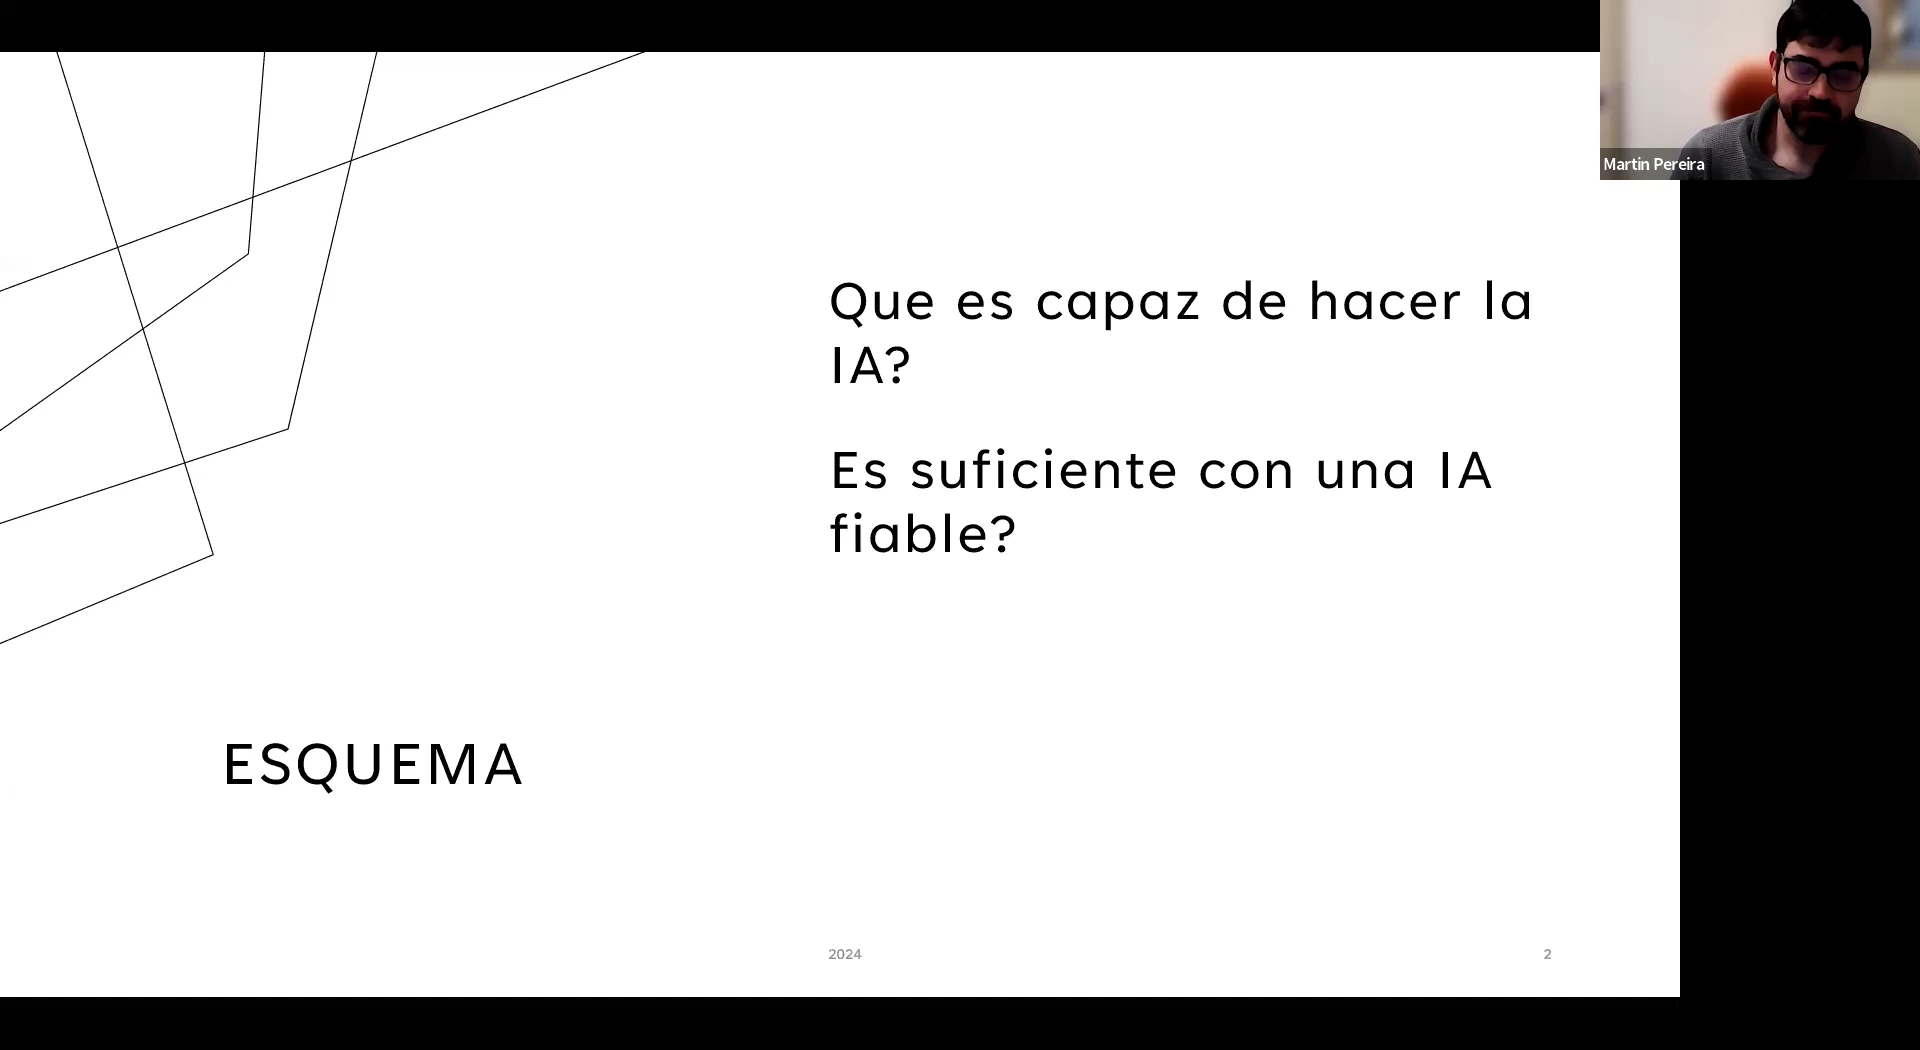 Martin Pereira
Que es capaz de hacer la
IA?
Es suficiente con una IA
fiable?
ESQUEMA
2024
2